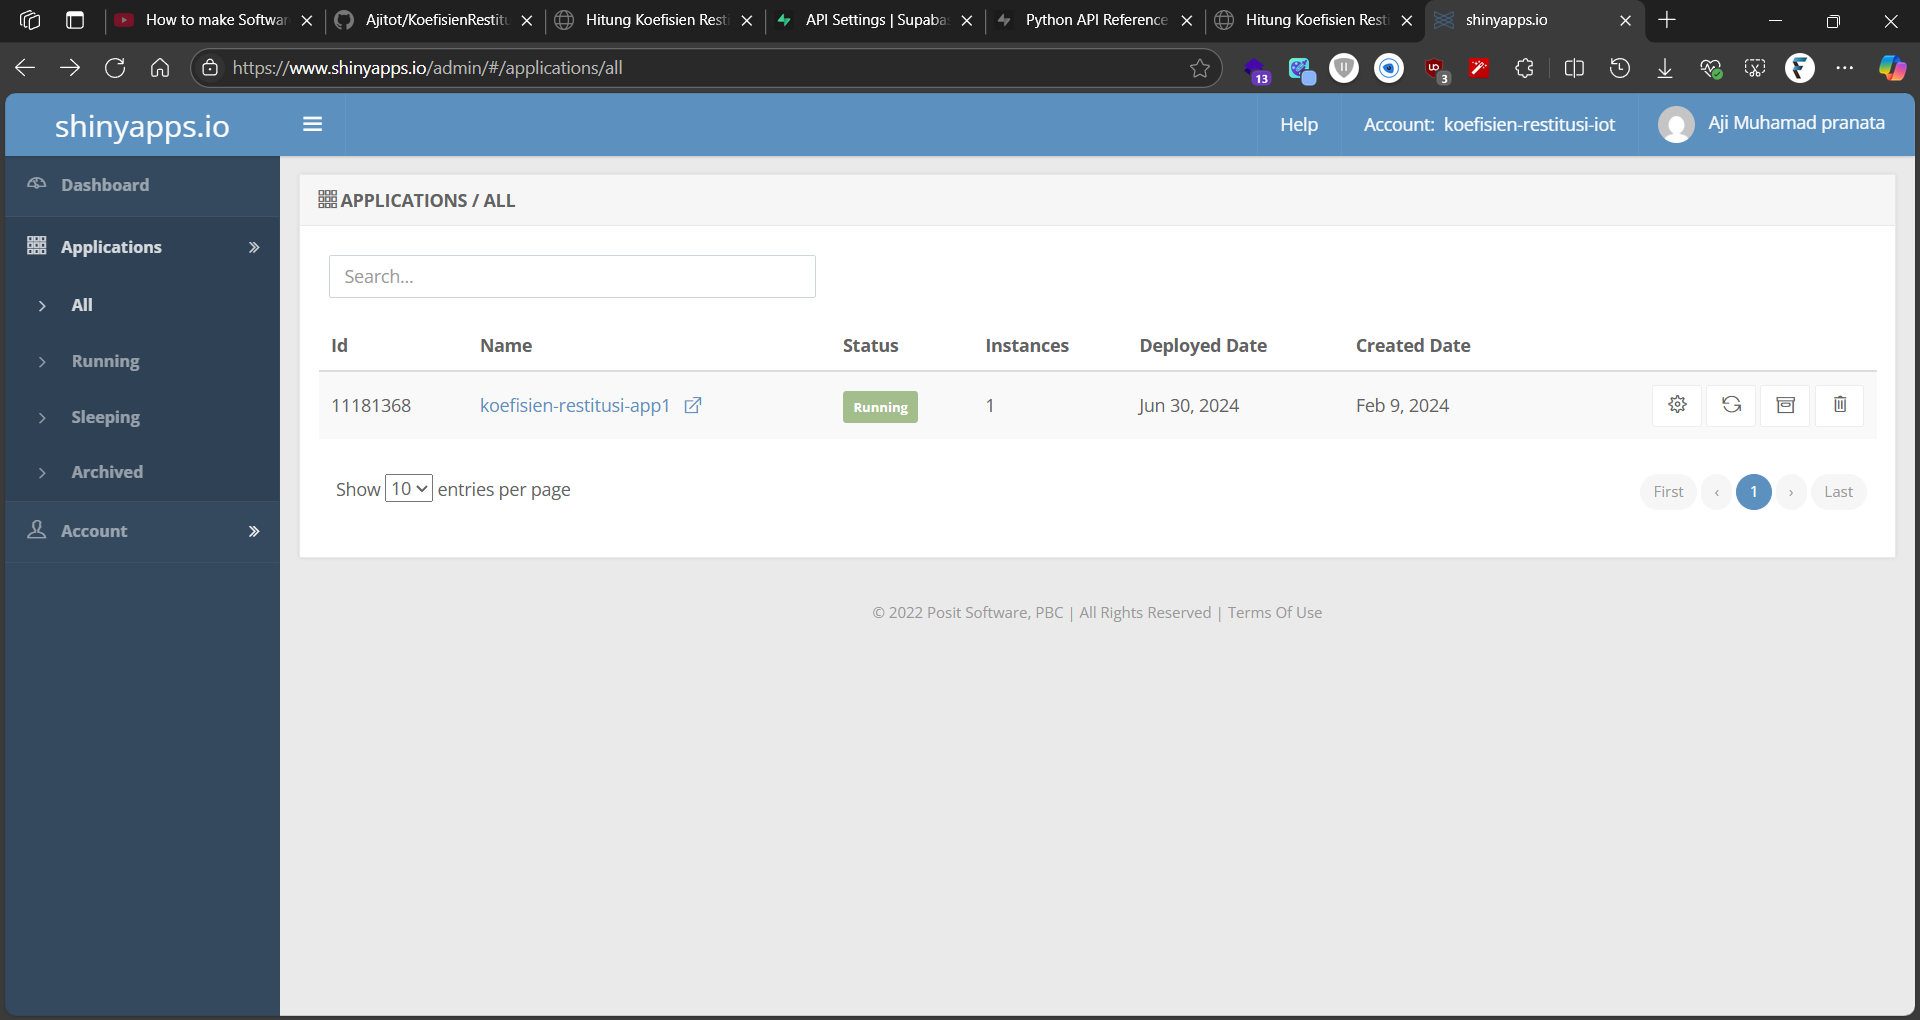 How to make Softwar
Ajitot/KoefisienRestitu
Hitung Koefisien Resti
API Settings | Supabas
Python API Reference
Hitung Koefisien Resti
shinyapps.io
https://www.shinyapps.io/admin/#/applications/all
13
3
shinyapps.io
Help
Account: koefisien-restitusi-iot
Aji Muhamad pranata
Dashboard
Applications
All
Running
Sleeping
Archived
Account
APPLICATIONS / ALL
Search...
Id Name Status Instances Deployed Date Created Date
11181368 koefisien-restitusi-app1 Running 1 Jun 30, 2024 Feb 9, 2024
Show 10 entries per page
First ‹ 1 › Last
© 2022 Posit Software, PBC | All Rights Reserved | Terms Of Use